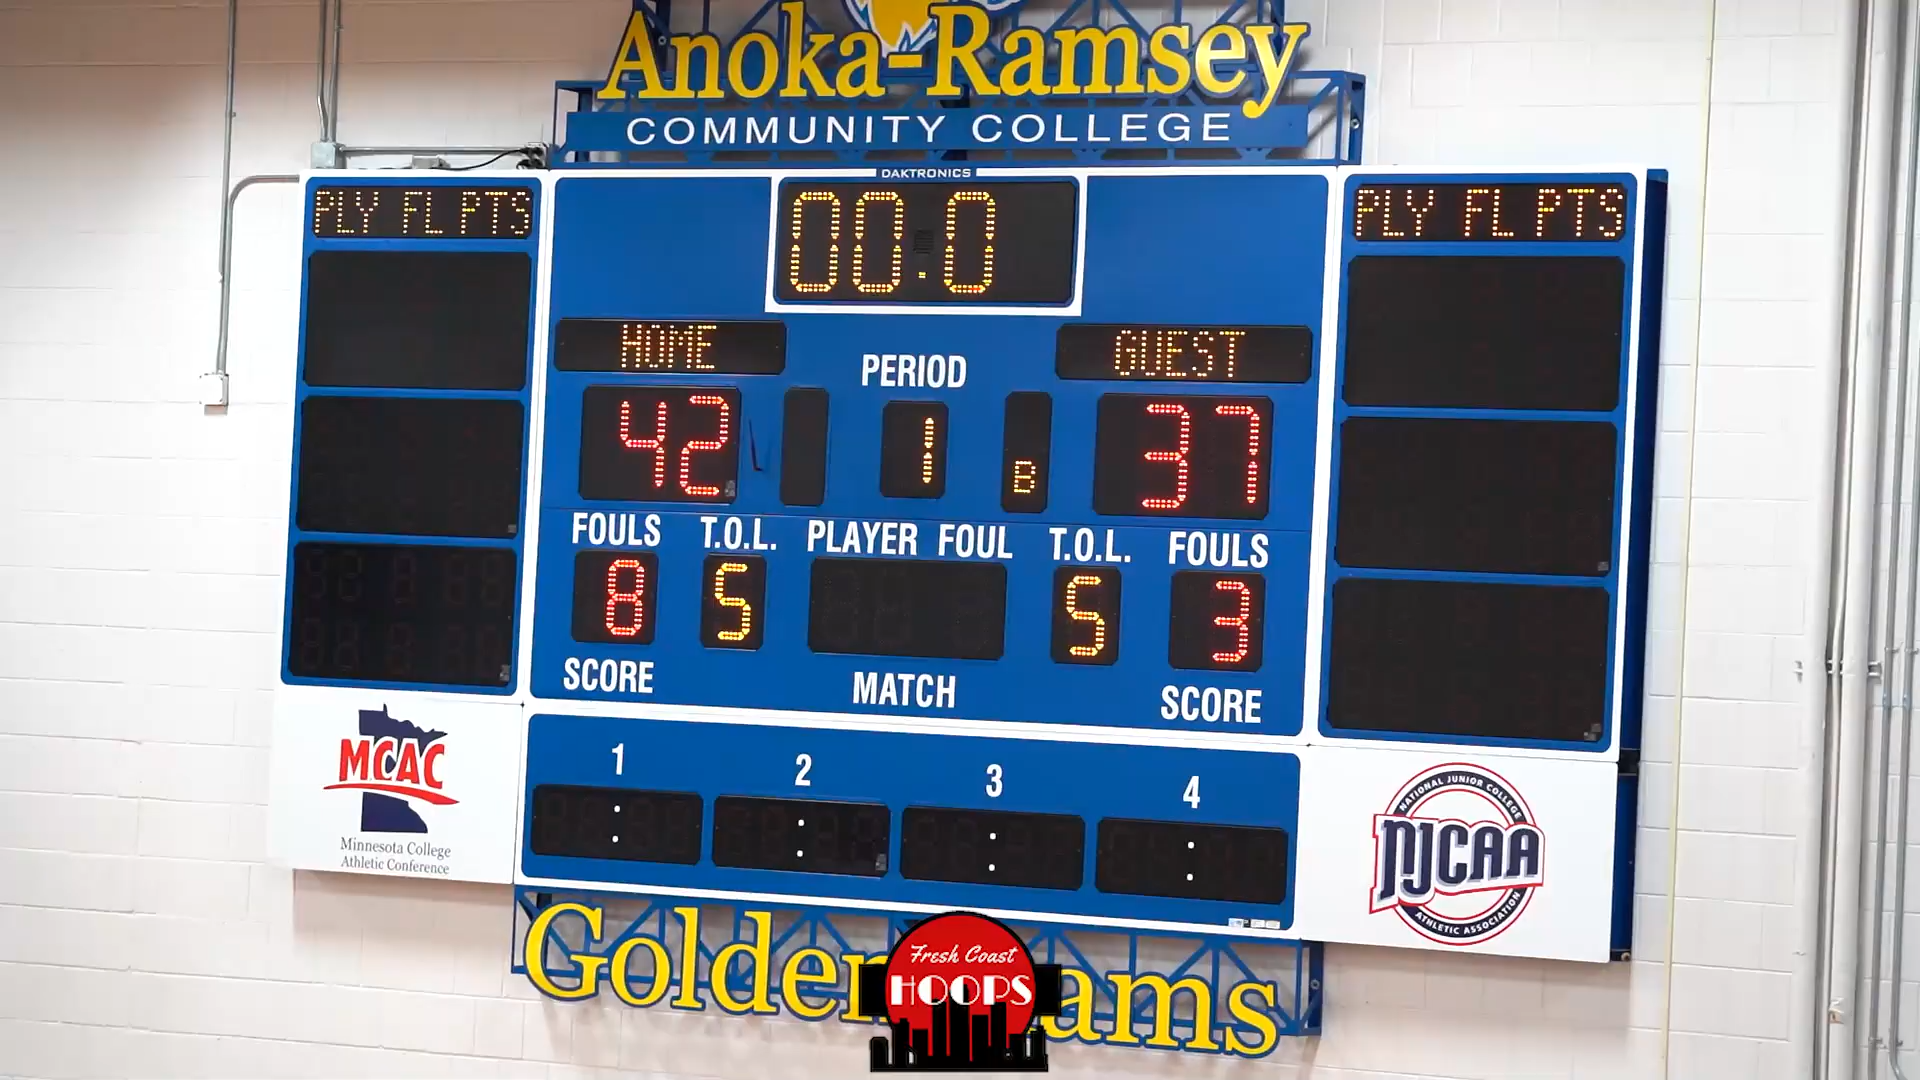 Anoka-Ramsey
COMMUNITY COLLEGE
DAKTRONICS
PLY FL PTS
00.0
PLY FL PTS
HOME
PERIOD
GUEST
42
1
B
37
FOULS
T.O.L.
PLAYER FOUL
T.O.L.
FOULS
8
5
5
3
SCORE
MATCH
SCORE
1
2
3
4
:
:
:
:
MCAC
Minnesota College
Athletic Conference
NATIONAL JUNIOR COLLEGE
NJCAA
ATHLETIC ASSOCIATION
Golden ams
Fresh Coast
HOOPS